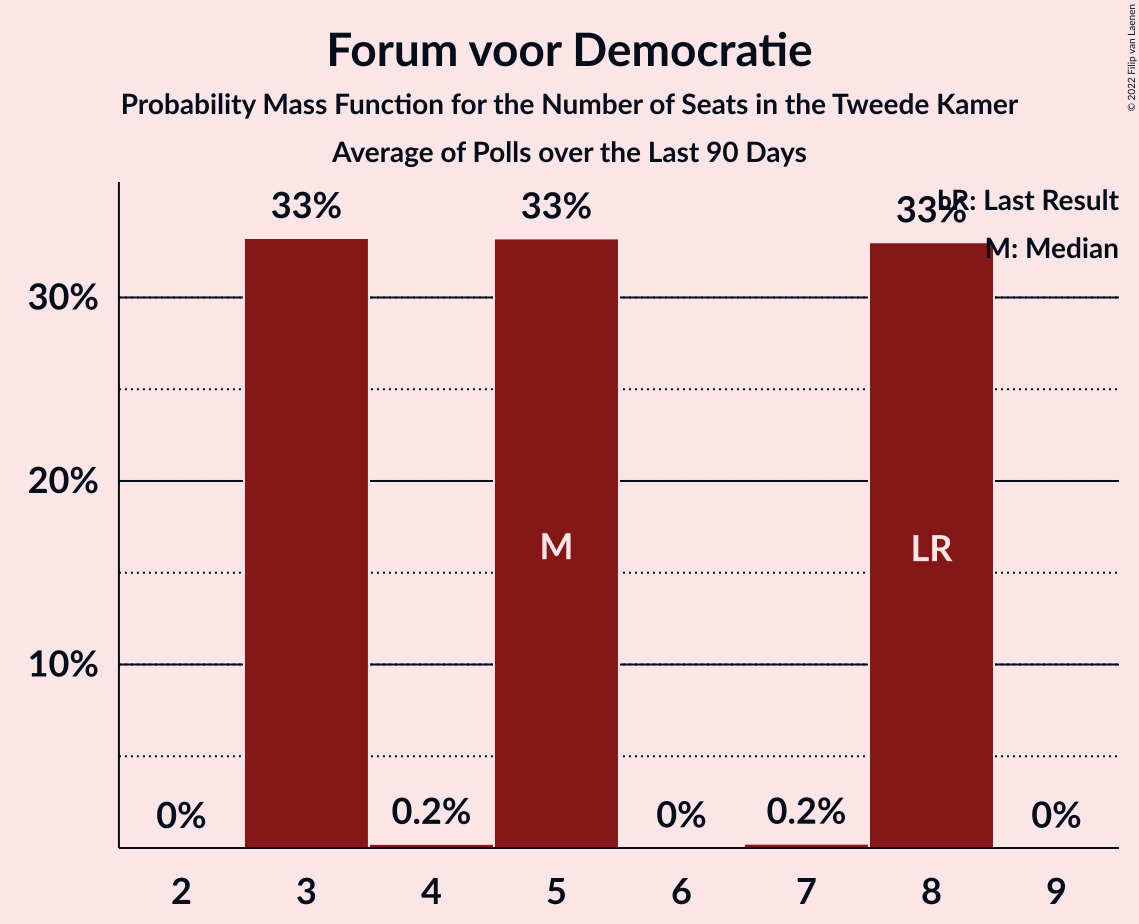 Forum voor Democratie
Probability Mass Function for the Number of Seats in the Tweede Kamer
Average of Polls over the Last 90 Days
© 2022 Filip van Laenen
LR: Last Result
M: Median
33%
33%
33%
30%
20%
10%
M
LR
0%
0.2%
0%
0.2%
0%
2
3
4
5
6
7
8
9